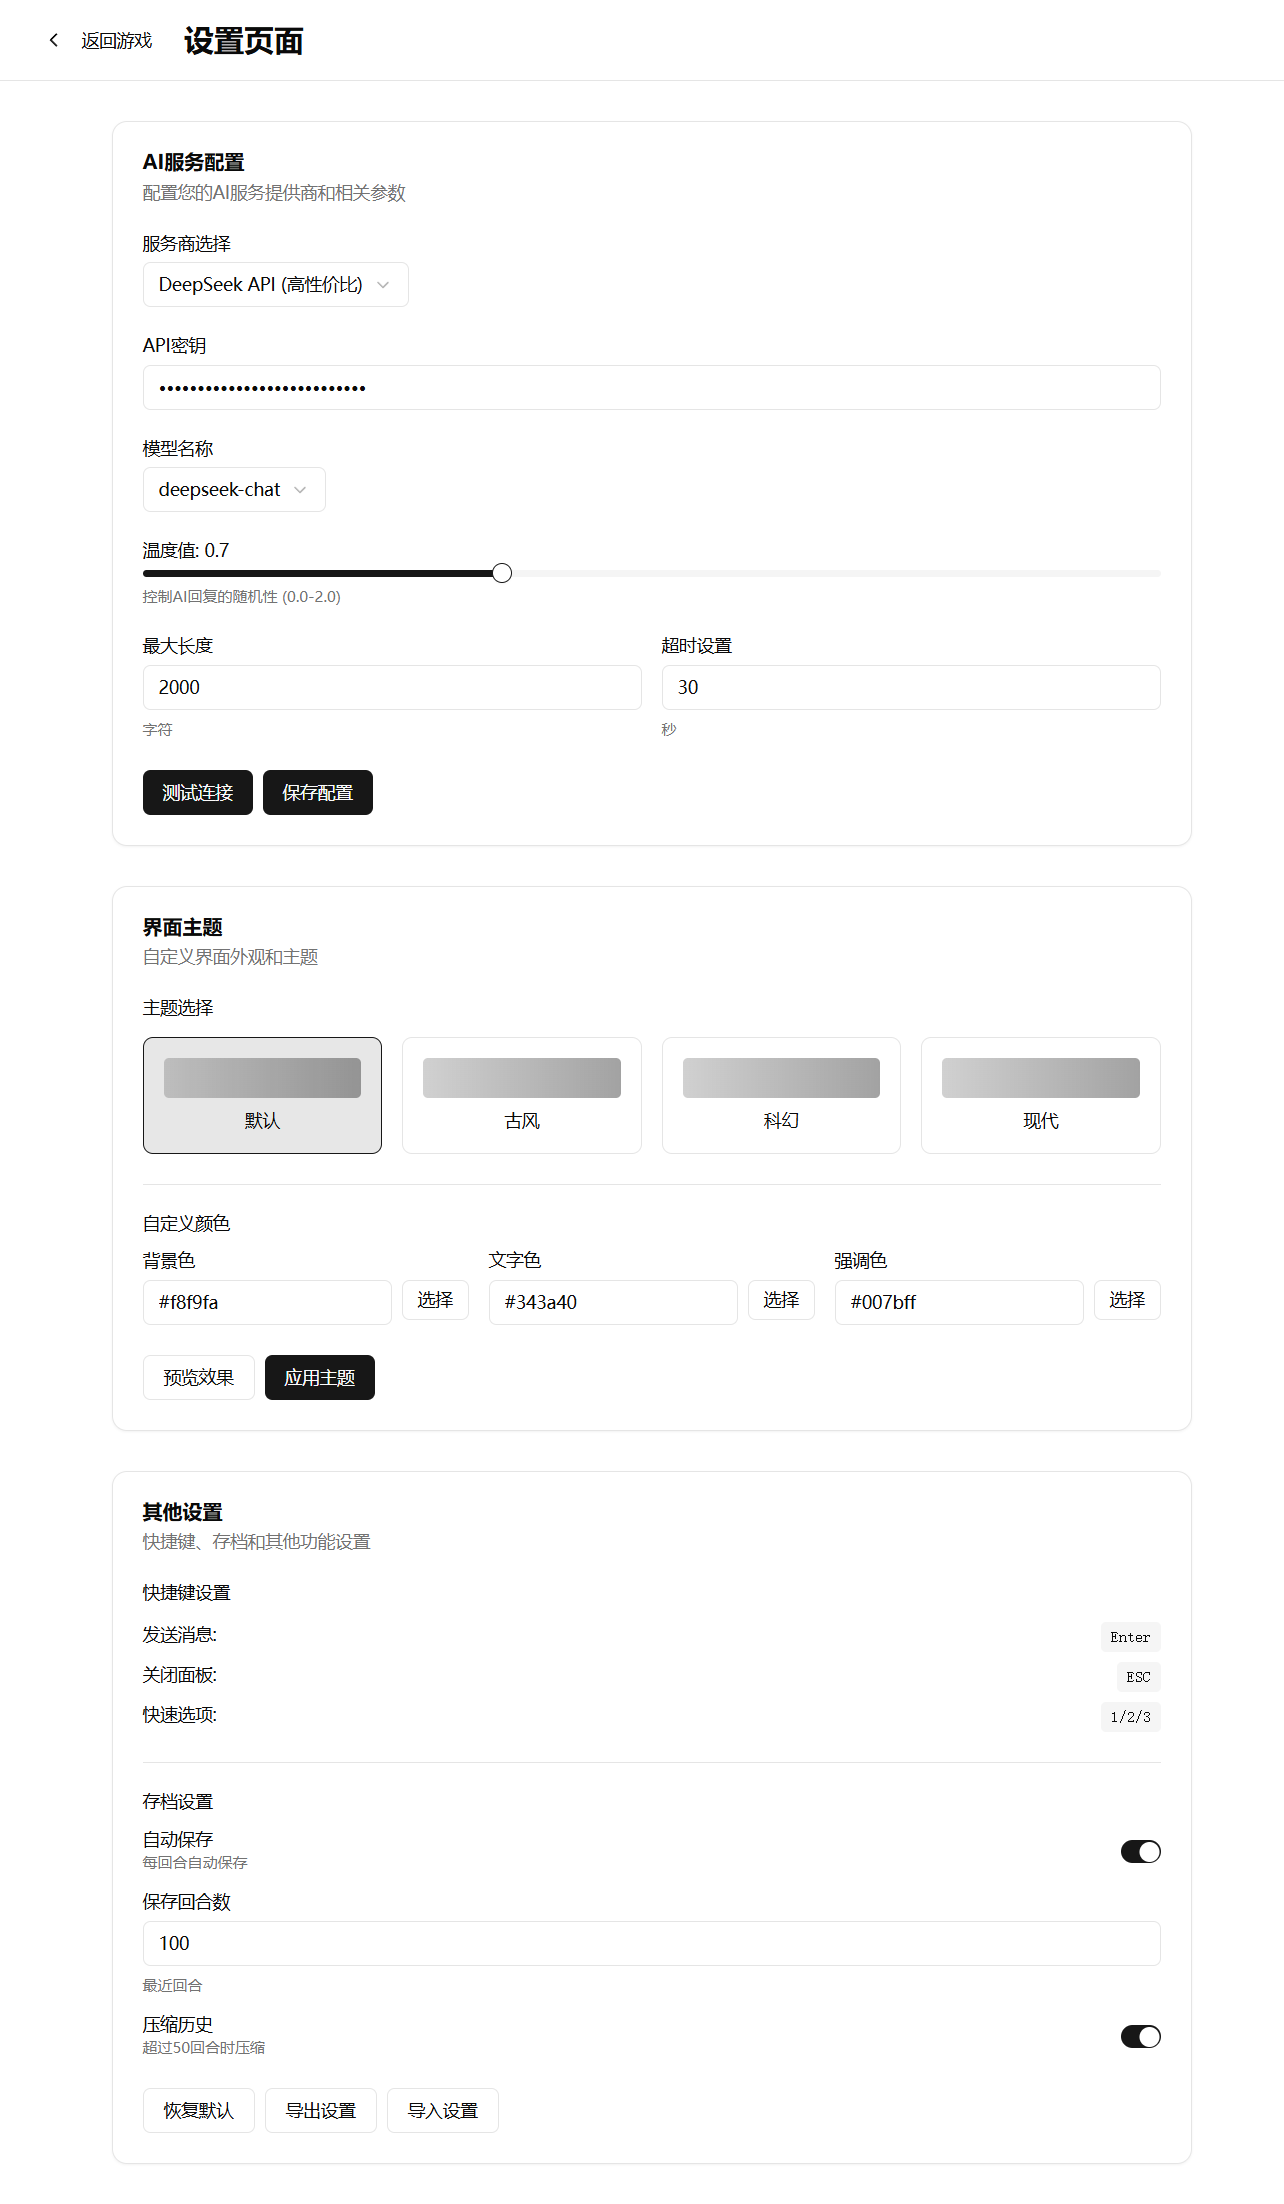 返回游戏 设置页面
AI服务配置
配置您的AI服务提供商和相关参数
服务商选择
DeepSeek API (高性价比)
API密钥
•••••••••••••••••••••••••••
模型名称
deepseek-chat
温度值: 0.7
控制AI回复的随机性 (0.0-2.0)
最大长度 超时设置
2000 30
字符 秒
测试连接 保存配置
界面主题
自定义界面外观和主题
主题选择
默认 古风 科幻 现代
自定义颜色
背景色 文字色 强调色
#f8f9fa 选择 #343a40 选择 #007bff 选择
预览效果 应用主题
其他设置
快捷键、存档和其他功能设置
快捷键设置
发送消息: Enter
关闭面板: ESC
快速选项: 1/2/3
存档设置
自动保存
每回合自动保存
保存回合数
100
最近回合
压缩历史
超过50回合时压缩
恢复默认 导出设置 导入设置